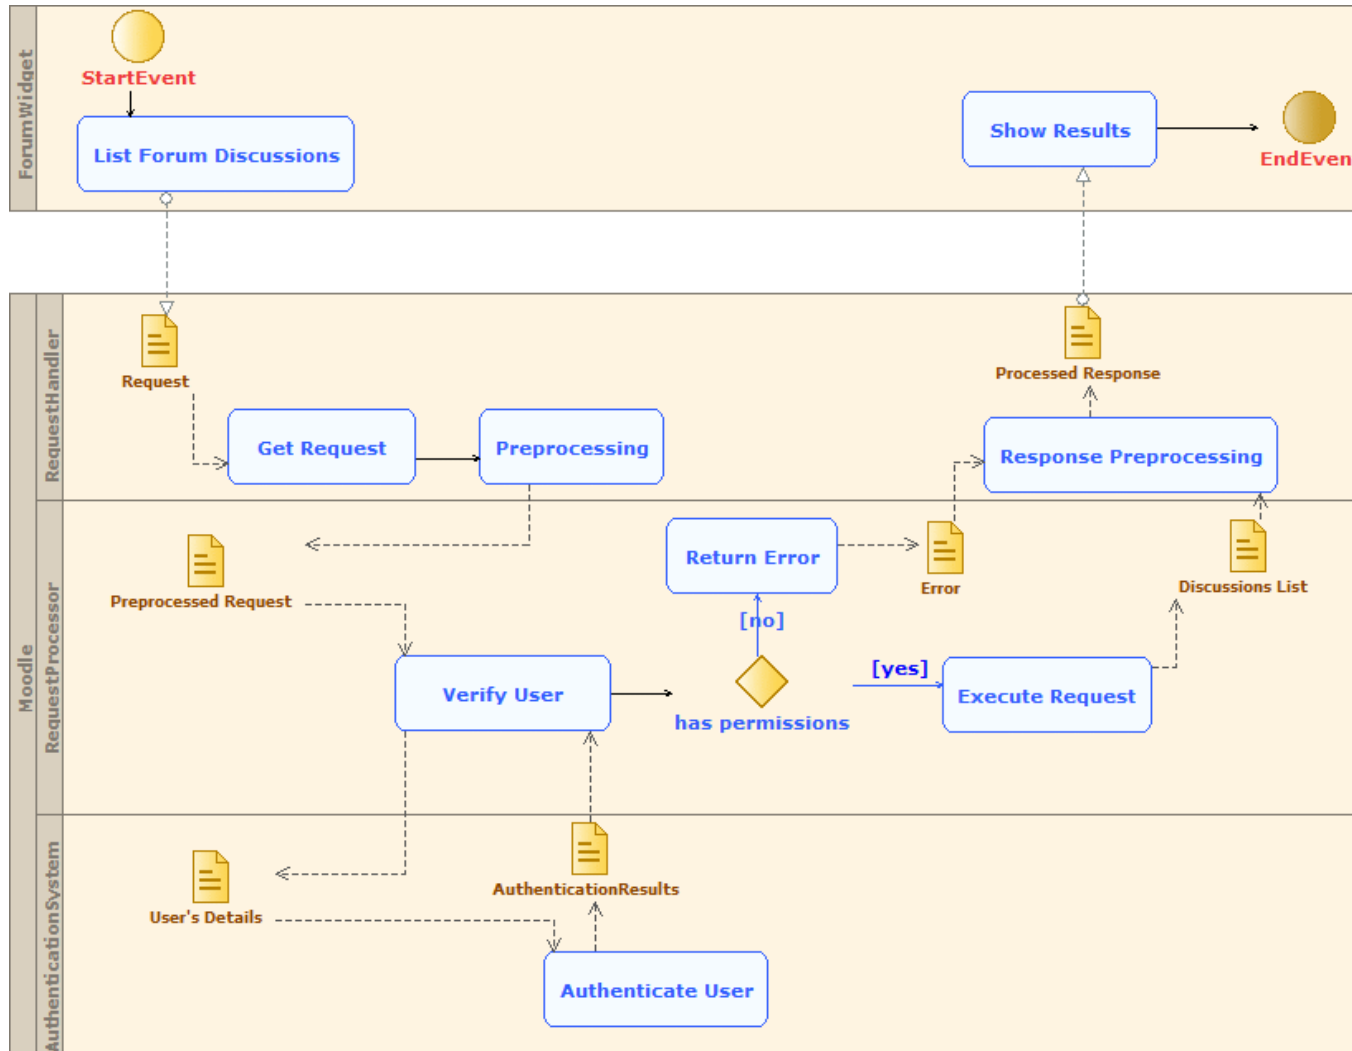 ForumWidget
StartEvent
List Forum Discussions
Show Results
EndEven
Moodle
RequestHandler
Request
Get Request
Preprocessing
Processed Response
Response Preprocessing
RequestProcessor
Preprocessed Request
Return Error
Error
Discussions List
[no]
[yes]
Verify User
has permissions
Execute Request
AuthenticationSystem
User's Details
AuthenticationResults
Authenticate User